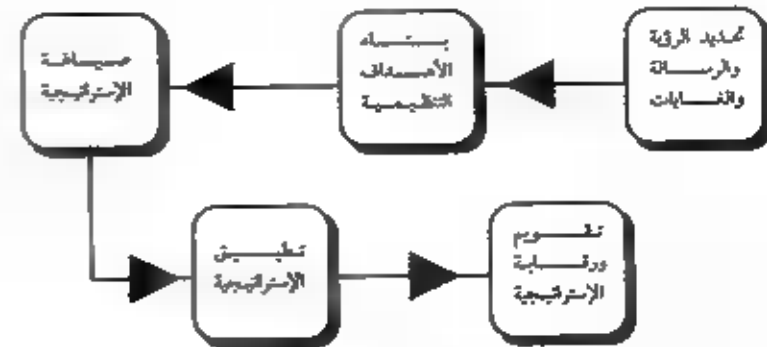 تحديد الرؤية
والرسالة
والغايات
بناء
الأهداف
التنظيمية
صياغة
الإستراتيجية
تطبيق
الإستراتيجية
تقويم
ورقابة
الإستراتيجية